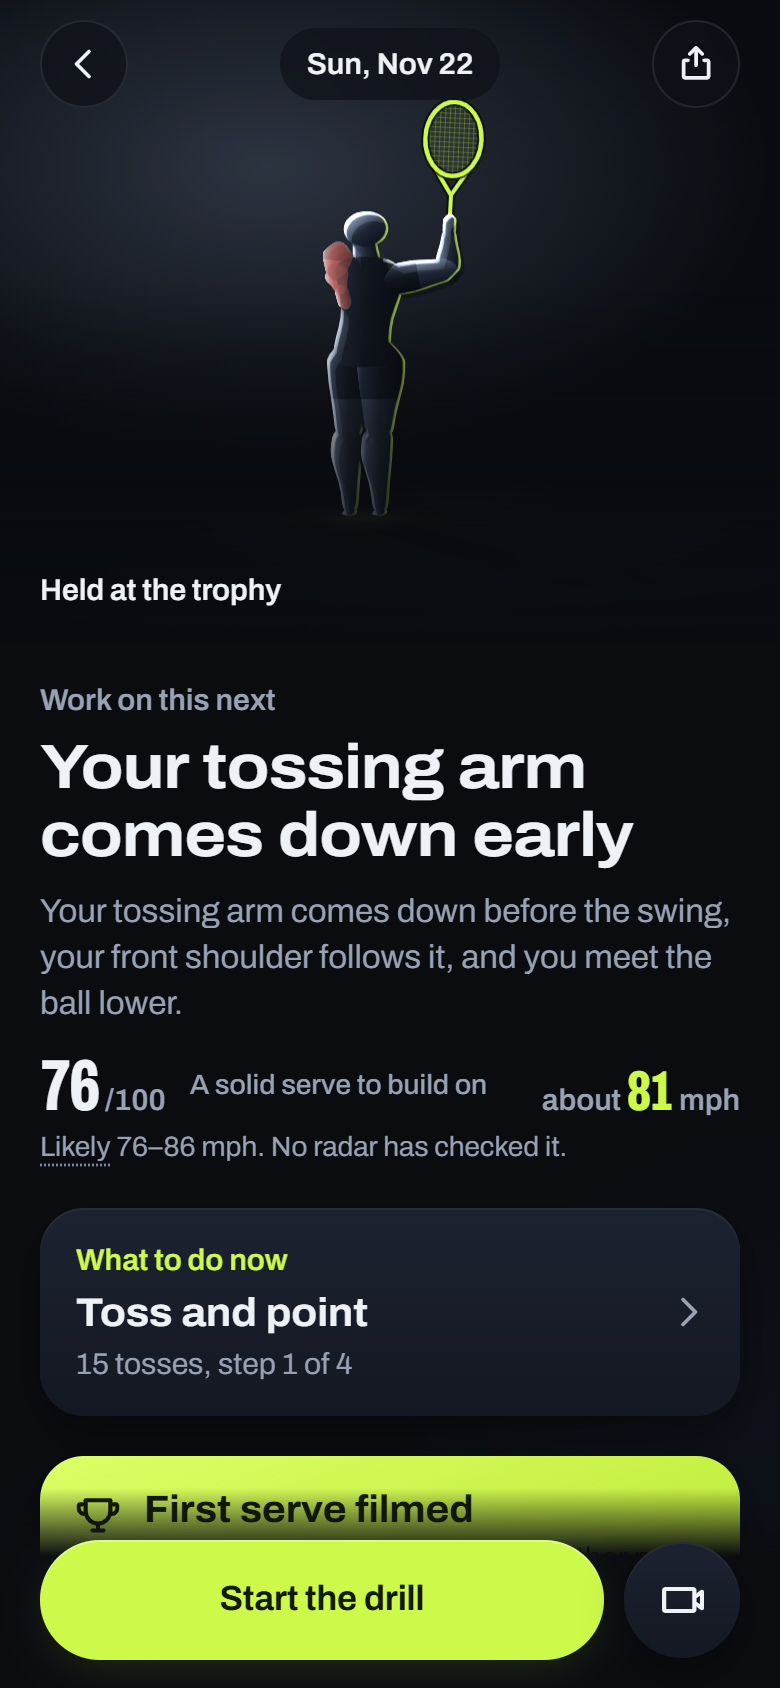 Sun, Nov 22
Held at the trophy
Work on this next
Your tossing arm
comes down early
Your tossing arm comes down before the swing,
your front shoulder follows it, and you meet the
ball lower.
76 /100 A solid serve to build on about 81 mph
Likely 76–86 mph. No radar has checked it.
What to do now
Toss and point
15 tosses, step 1 of 4
First serve filmed
Start the drill